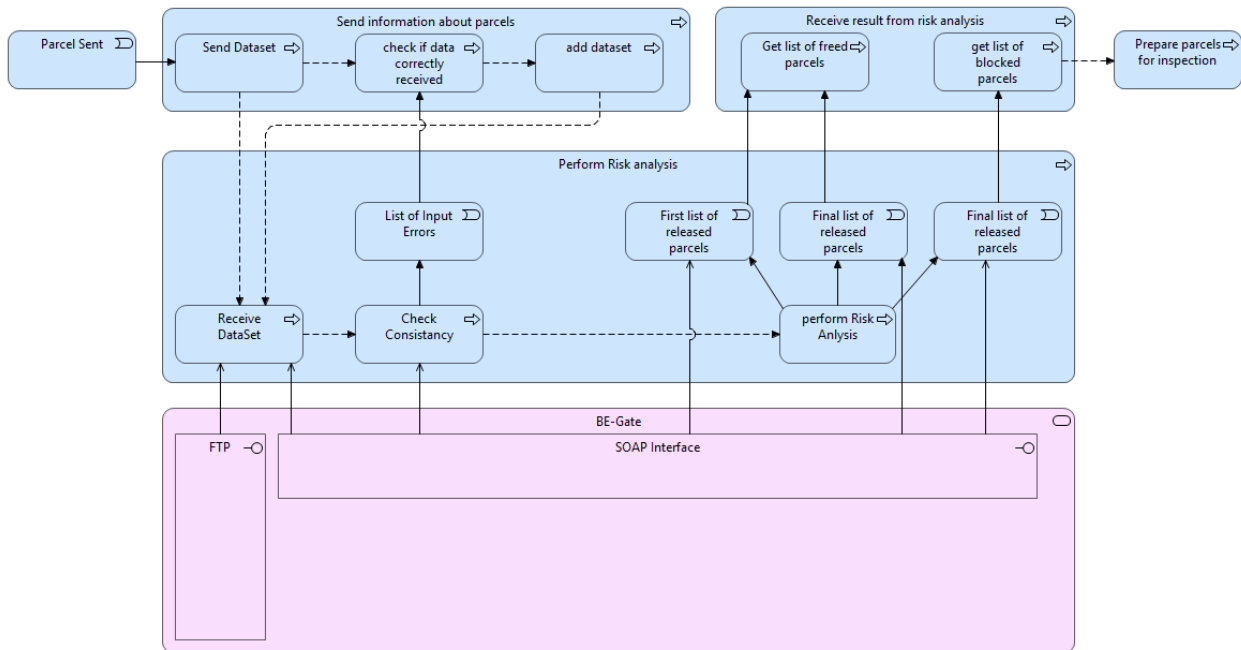 Send information about parcels
Receive result from risk analysis
Parcel Sent
Send Dataset
check if data
correctly
received
add dataset
Get list of freed
parcels
get list of
blocked
parcels
Prepare parcels
for inspection
Perform Risk analysis
List of Input
Errors
First list of
released
parcels
Final list of
released
parcels
Final list of
released
parcels
Receive
DataSet
Check
Consistancy
perform Risk
Anlysis
BE-Gate
FTP
SOAP Interface